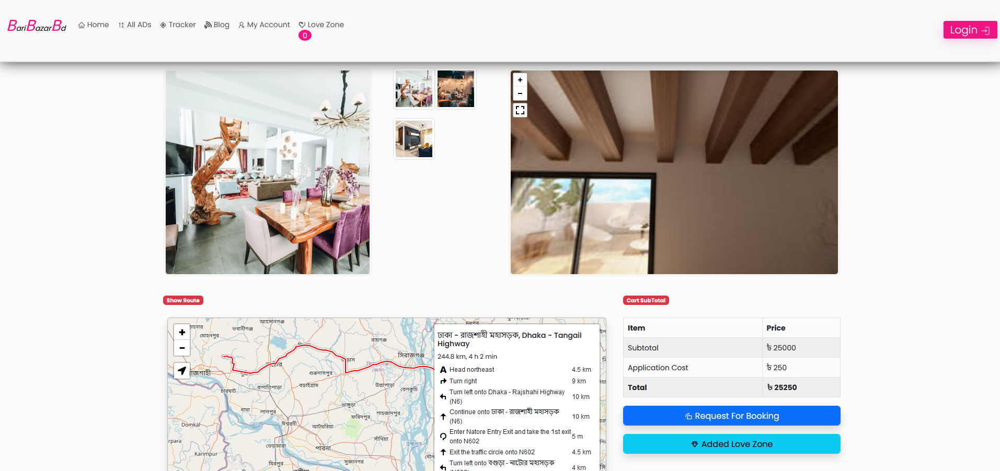 BariBazarBd
Home
All ADs
Tracker
Blog
My Account
Love Zone
0
Login
+
−
Show Route
Cart SubTotal
+
−
আহসানগঞ্জ
ভবানীগঞ্জ
মোহনপুর
রায়গঞ্জ
সিরাজগঞ্জ
গুরুদাসপুর
উল্লাপাড়া
বেলকুচি
বাগাতিপাড়া
বড়াইগ্রাম
চারঘাট
ভাঙ্গুড়া
বাঘা
লালপুর
ফরিদপুর
শাহজাদপুর
Domkal
ঈশ্বরদী
আটঘরিয়া
সাঁথিয়া
rpara
ভেড়ামারা
পাবনা
ব্রহ্মপুত্র
Karimpur
মিরপুর
সুজানগর
ঢাকা - রাজশাহী মহাসড়ক, Dhaka - Tangail
Highway
244.8 km, 4 h 2 min
A Head northeast 4.5 km
Turn right 9 km
Turn left onto Dhaka - Rajshahi Highway
(N6) 10 km
Continue onto ঢাকা - রাজশাহী মহাসড়ক
(N6) 10 km
Enter Natore Entry Exit and take the 1st exit
onto N602 5 m
Exit the traffic circle onto N602 4.5 km
Turn left onto বগুড়া - নাটোর মহাসড়ক
4 km
Item Price
Subtotal ৳ 25000
Application Cost ৳ 250
Total ৳ 25250
Request For Booking
Added Love Zone